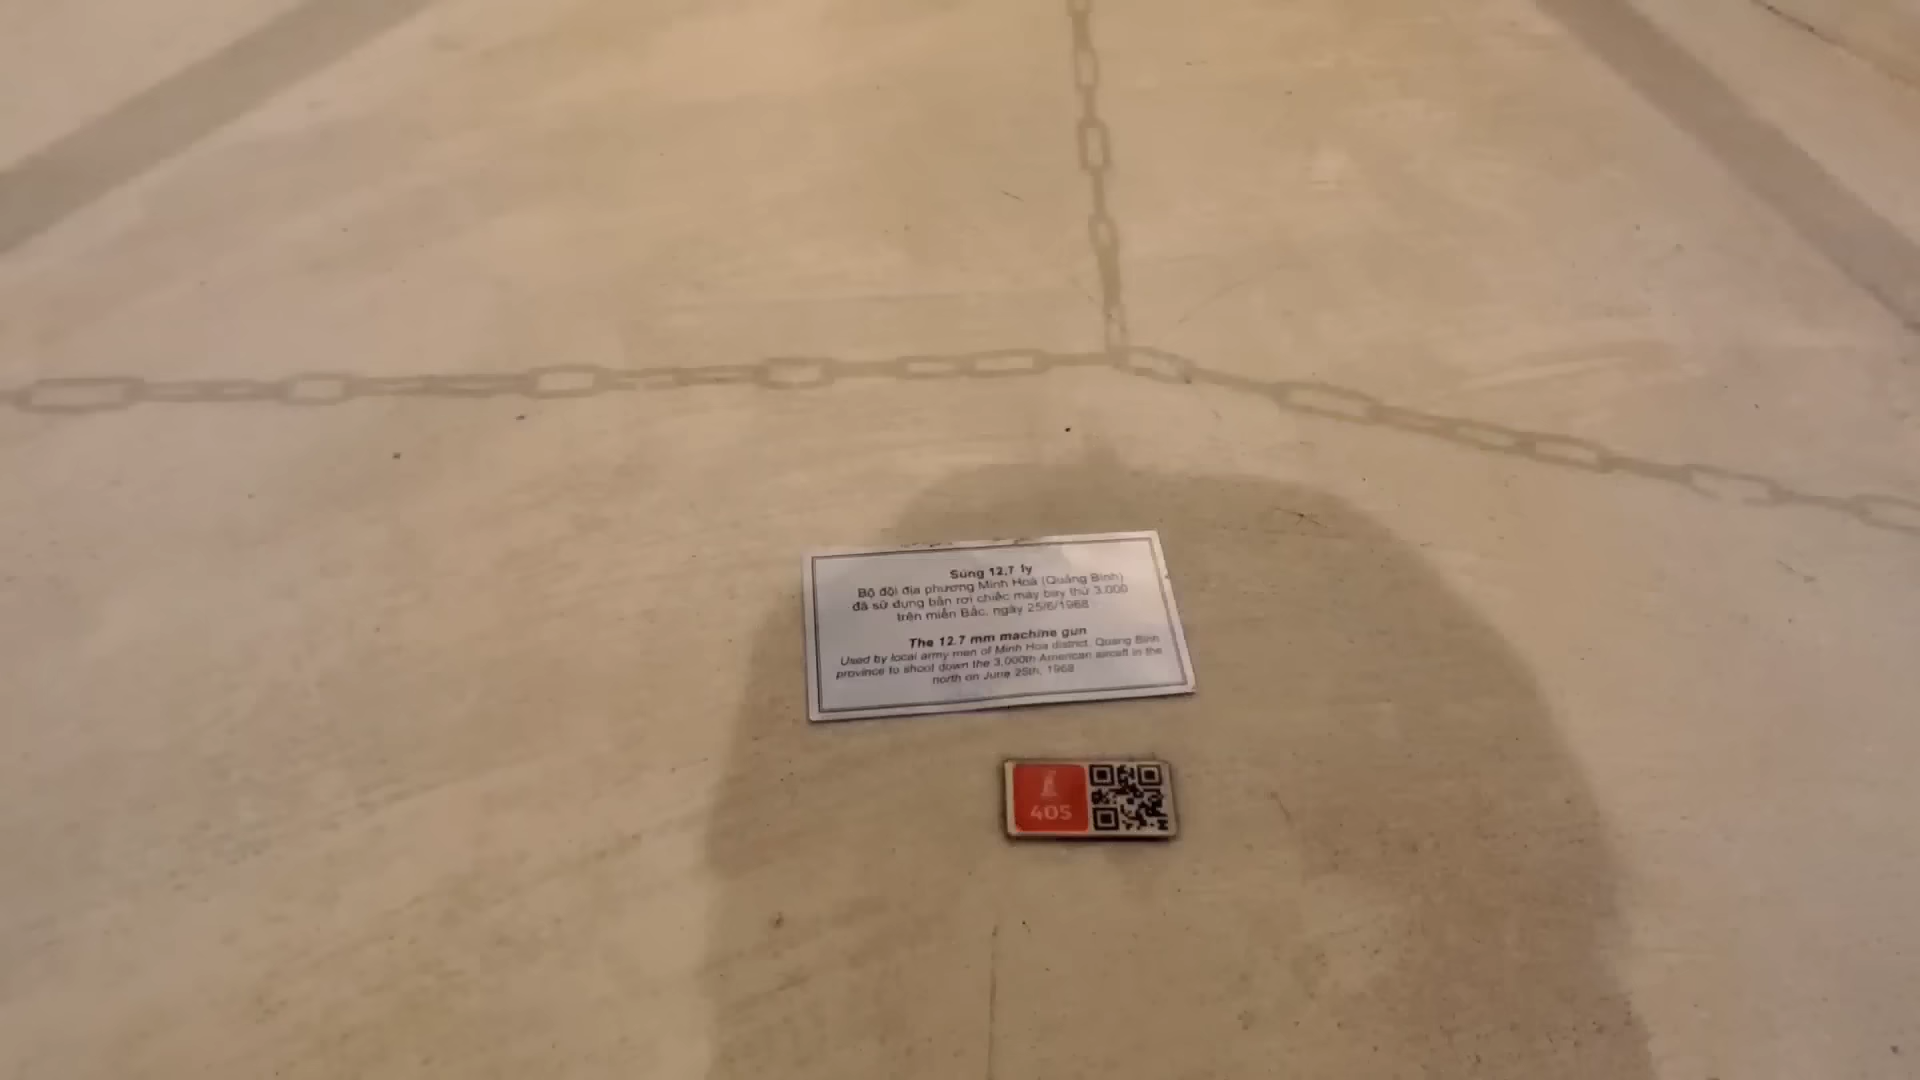 Súng 12,7 ly
Bộ đội địa phương Minh Hoá (Quảng Bình)
đã sử dụng bắn rơi chiếc máy bay thứ 3.000
trên miền Bắc, ngày 25/6/1968
The 12.7 mm machine gun
Used by local army men of Minh Hoa district, Quang Binh
province to shoot down the 3,000th American aircaft in the
north on June 25th, 1968
405